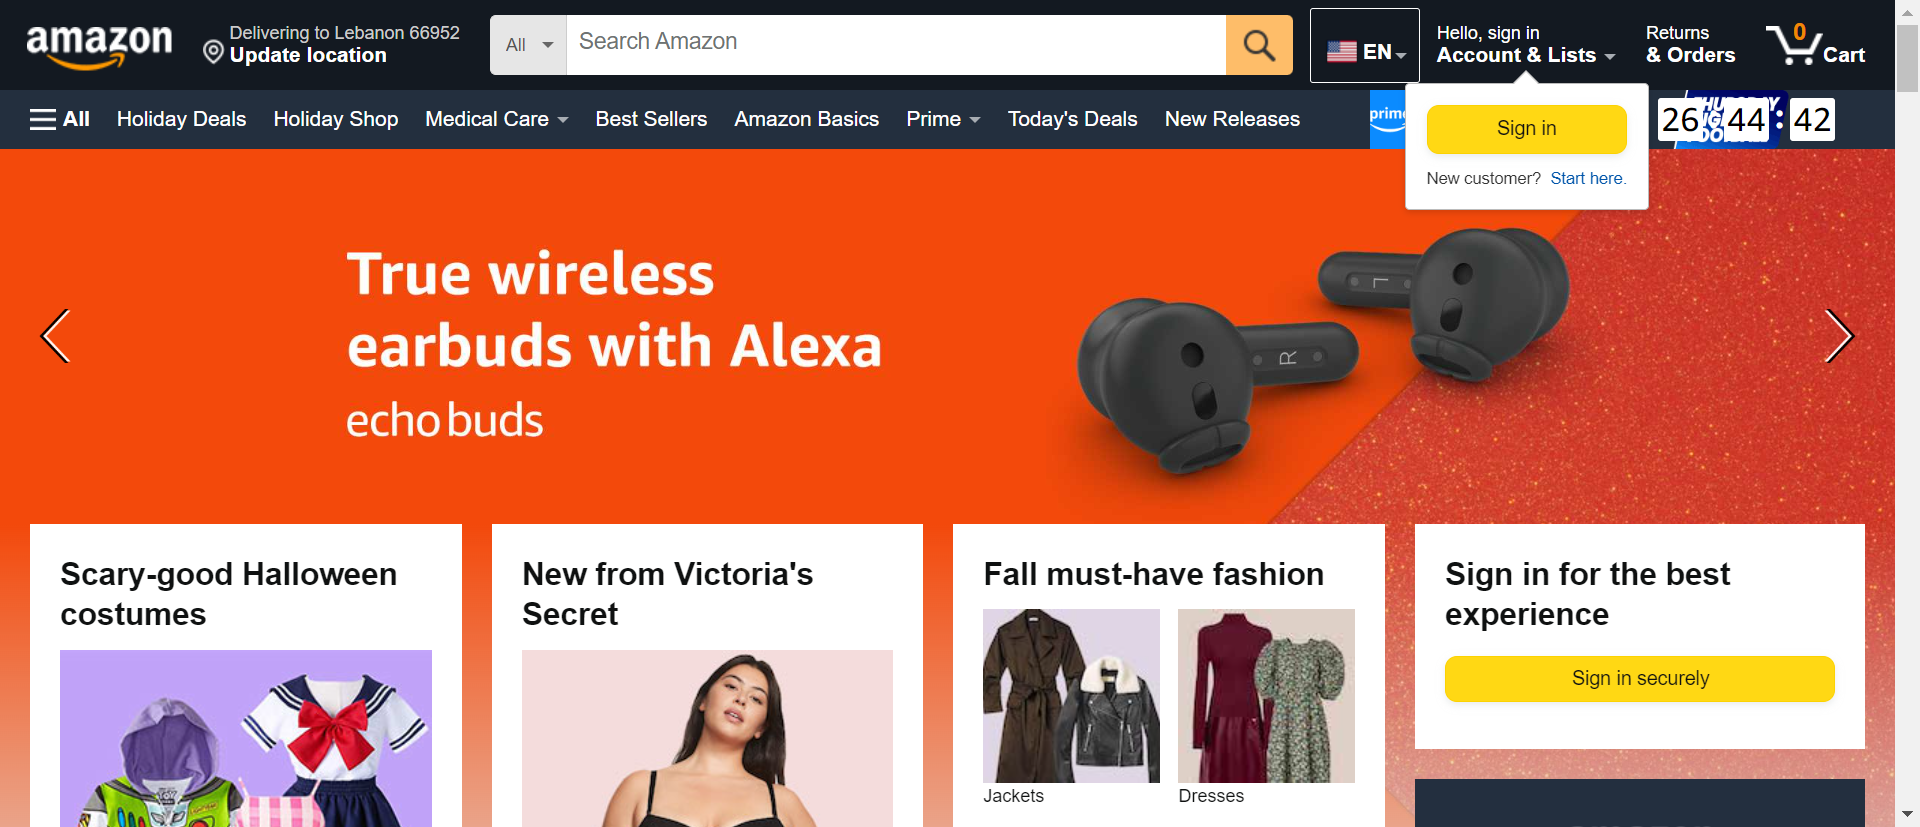 amazon
Delivering to Lebanon 66952
Update location
All
Search Amazon
EN
Hello, sign in
Account & Lists
Returns
& Orders
0
Cart
All
Holiday Deals
Holiday Shop
Medical Care
Best Sellers
Amazon Basics
Prime
Today's Deals
New Releases
prime
26 : 44 : 42
Sign in
New customer? Start here.
True wireless
earbuds with Alexa
echo buds
L
R
Scary-good Halloween
costumes
New from Victoria's
Secret
Fall must-have fashion
Jackets
Dresses
Sign in for the best
experience
Sign in securely